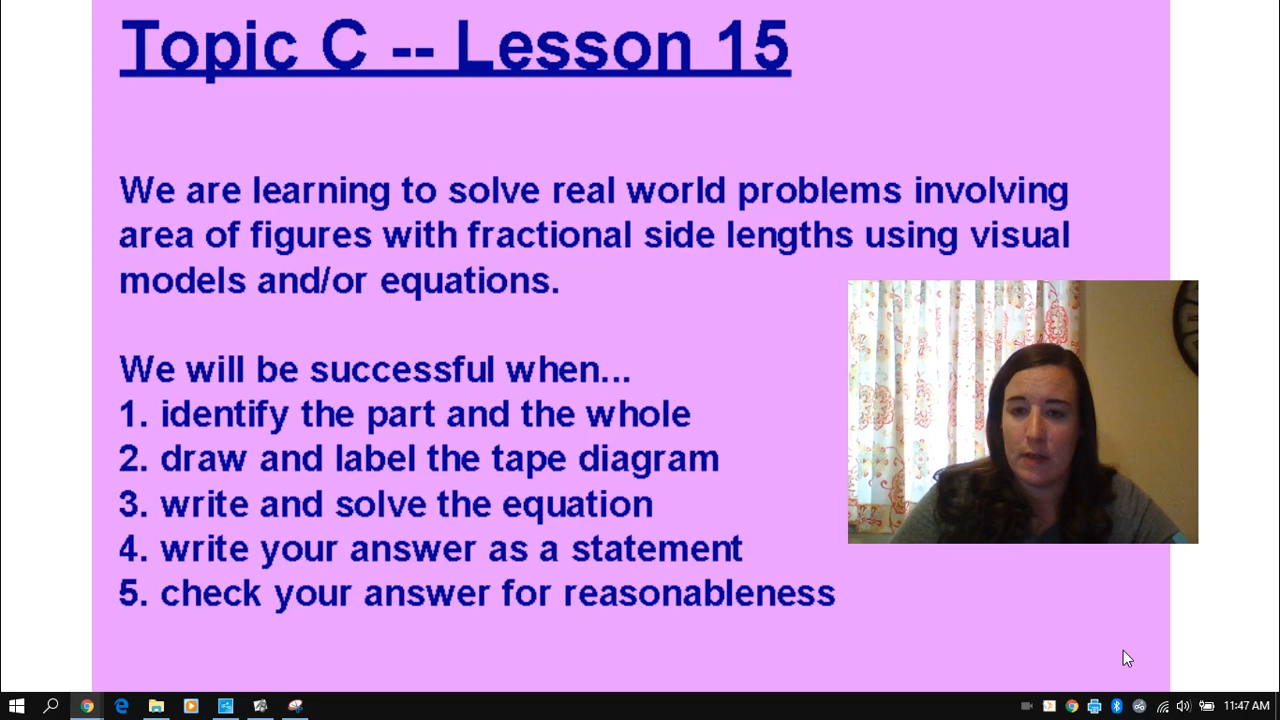 Topic C -- Lesson 15
We are learning to solve real world problems involving
area of figures with fractional side lengths using visual
models and/or equations.
We will be successful when...
1. identify the part and the whole
2. draw and label the tape diagram
3. write and solve the equation
4. write your answer as a statement
5. check your answer for reasonableness
11:47 AM